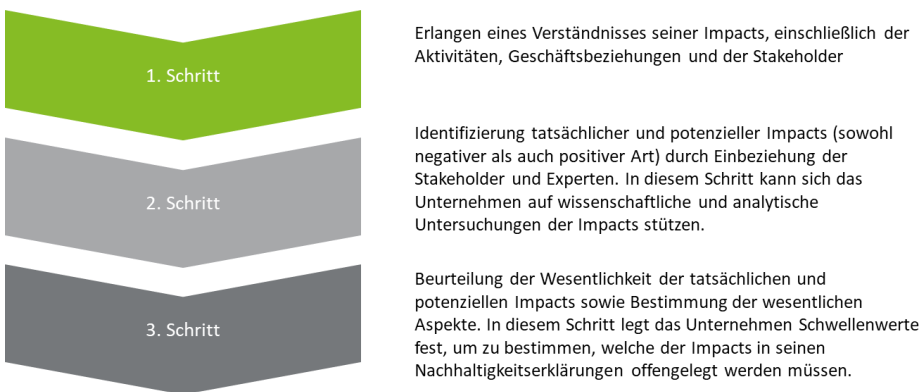 1. Schritt
Erlangen eines Verständnisses seiner Impacts, einschließlich der
Aktivitäten, Geschäftsbeziehungen und der Stakeholder
2. Schritt
Identifizierung tatsächlicher und potenzieller Impacts (sowohl
negativer als auch positiver Art) durch Einbeziehung der
Stakeholder und Experten. In diesem Schritt kann sich das
Unternehmen auf wissenschaftliche und analytische
Untersuchungen der Impacts stützen.
3. Schritt
Beurteilung der Wesentlichkeit der tatsächlichen und
potenziellen Impacts sowie Bestimmung der wesentlichen
Aspekte. In diesem Schritt legt das Unternehmen Schwellenwerte
fest, um zu bestimmen, welche der Impacts in seinen
Nachhaltigkeitserklärungen offengelegt werden müssen.